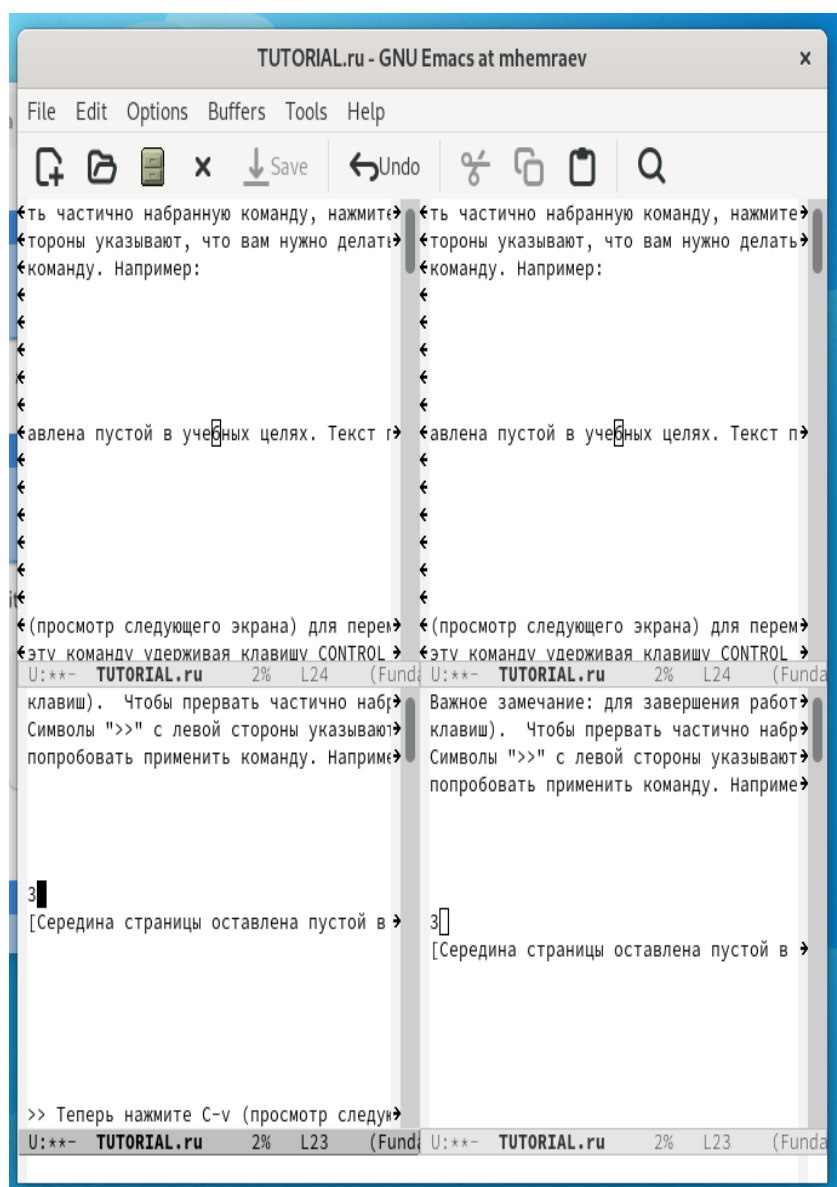 TUTORIAL.ru - GNU Emacs at mhemraev x
File Edit Options Buffers Tools Help
Save Undo
ть частично набранную команду, нажмите
тороны указывают, что вам нужно делать
команду. Например:
авлена пустой в учебных целях. Текст п
(просмотр следующего экрана) для перем
эту команду удерживая клавишу CONTROL
U:**- TUTORIAL.ru 2% L24 (Funda
ть частично набранную команду, нажмите
тороны указывают, что вам нужно делать
команду. Например:
авлена пустой в учебных целях. Текст п
(просмотр следующего экрана) для перем
эту команду удерживая клавишу CONTROL
U:**- TUTORIAL.ru 2% L24 (Funda
клавиш). Чтобы прервать частично набр
Символы ">>" с левой стороны указывают
попробовать применить команду. Наприме
3
[Середина страницы оставлена пустой в
>> Теперь нажмите C-v (просмотр следую
U:**- TUTORIAL.ru 2% L23 (Funda
Важное замечание: для завершения работ
клавиш). Чтобы прервать частично набр
Символы ">>" с левой стороны указывают
попробовать применить команду. Наприме
3
[Середина страницы оставлена пустой в
U:**- TUTORIAL.ru 2% L23 (Funda